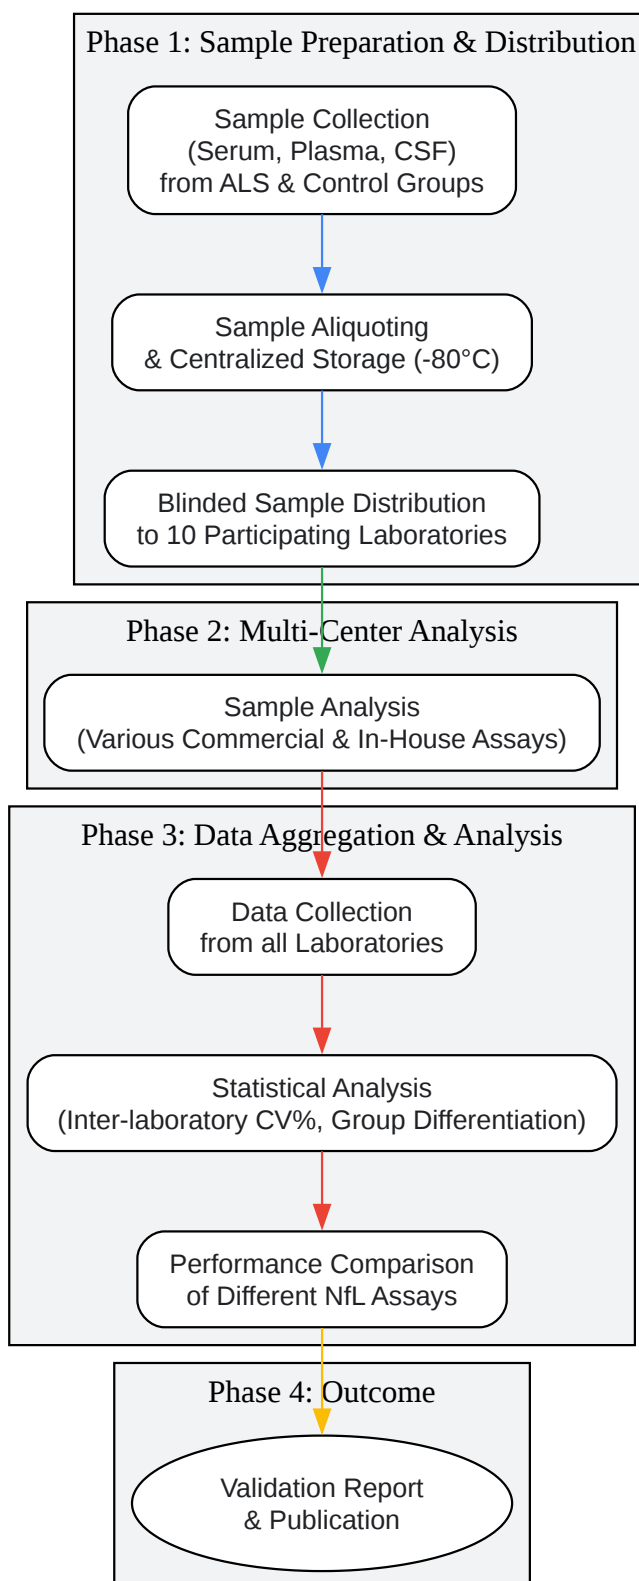 Phase 1: Sample Preparation & Distribution
Sample Collection
(Serum, Plasma, CSF)
from ALS & Control Groups
Sample Aliquoting
& Centralized Storage (-80°C)
Blinded Sample Distribution
to 10 Participating Laboratories
Phase 2: Multi-Center Analysis
Sample Analysis
(Various Commercial & In-House Assays)
Phase 3: Data Aggregation & Analysis
Data Collection
from all Laboratories
Statistical Analysis
(Inter-laboratory CV%, Group Differentiation)
Performance Comparison
of Different NfL Assays
Phase 4: Outcome
Validation Report
& Publication